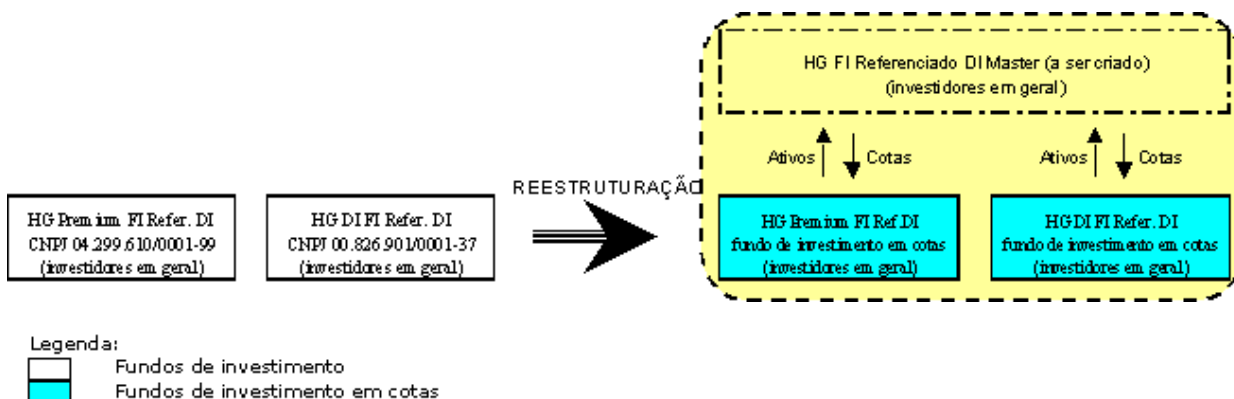 HG FI Referenciado DI Master (a ser criado)
(investidores em geral)
Ativos
Cotas
Ativos
Cotas
REESTRUTURAÇÃO
HG Premium FI Refer. DI
CNPJ 04.299.610/0001-99
(investidores em geral)
HG DI FI Refer. DI
CNPJ 00.826.901/0001-37
(investidores em geral)
HG Premium FI Ref.DI
fundo de investimento em cotas
(investidores em geral)
HG DI FI Refer. DI
fundo de investimento em cotas
(investidores em geral)
Legenda:
Fundos de investimento
Fundos de investimento em cotas